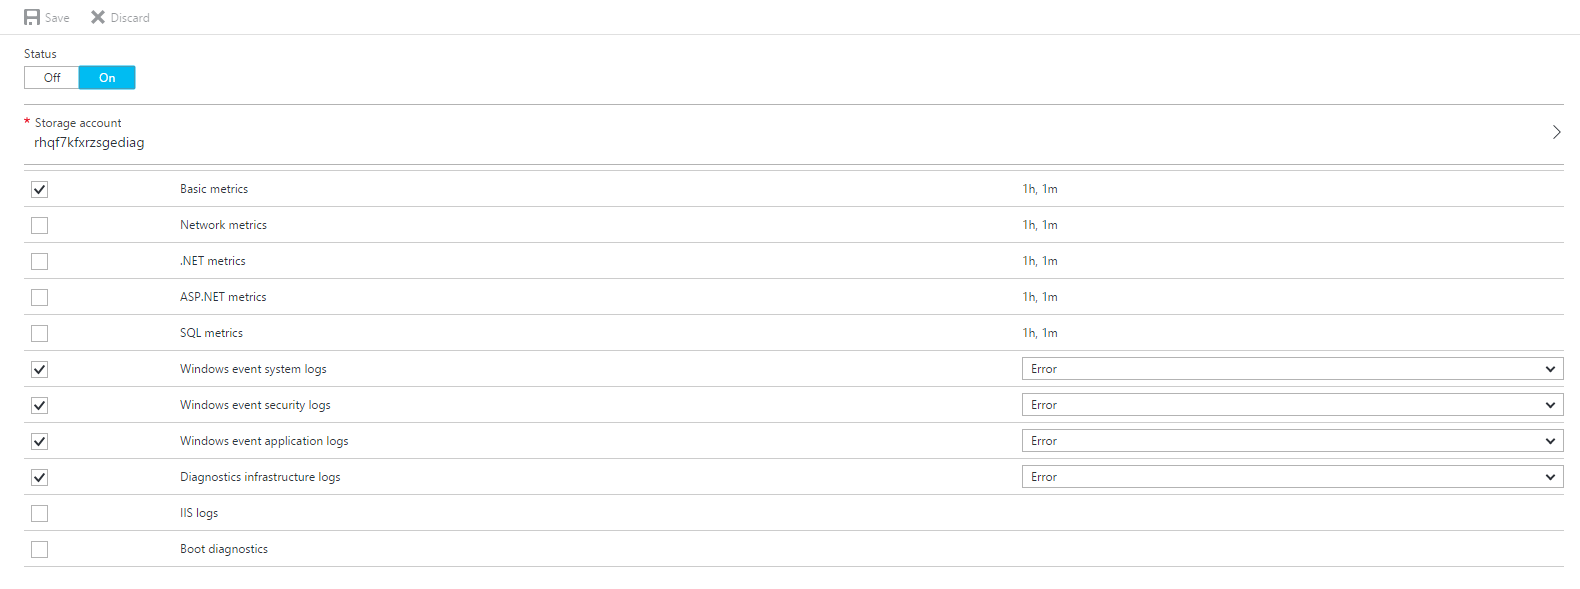 Save Discard
Status
Off On
* Storage account
rhqf7kfxrzsgediag
Basic metrics 1h, 1m
Network metrics 1h, 1m
.NET metrics 1h, 1m
ASP.NET metrics 1h, 1m
SQL metrics 1h, 1m
Windows event system logs Error
Windows event security logs Error
Windows event application logs Error
Diagnostics infrastructure logs Error
IIS logs
Boot diagnostics